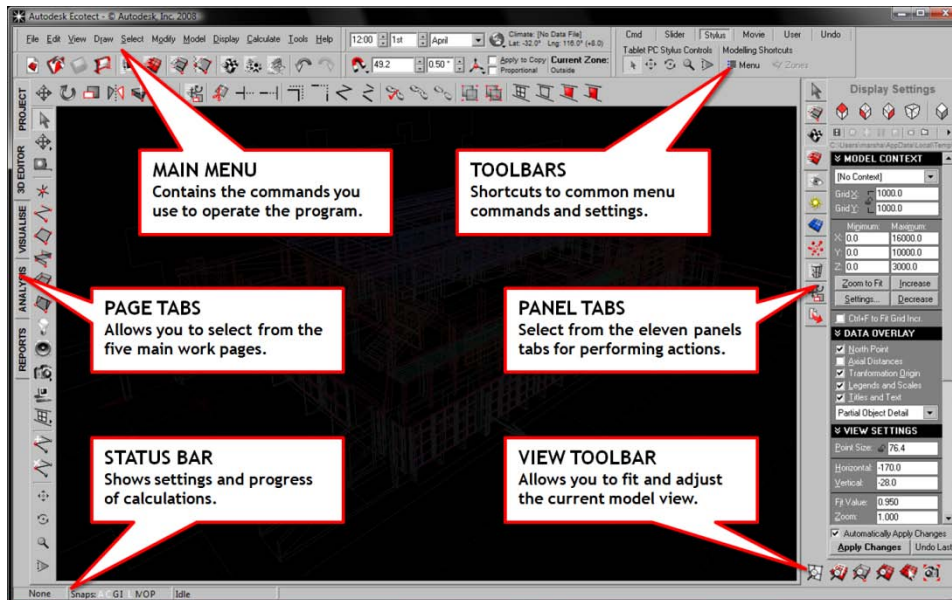 Autodesk Ecotect - © Autodesk, Inc. 2008
File Edit View Draw Select Modify Model Display Calculate Tools Help
12:00 1st April
Climate: [No Data File]
Lat: -32.0° Lng: 116.0° (+8.0)
Cmd Slider Stylus Movie User Undo
Tablet PC Stylus Controls Modelling Shortcuts
Menu Zones
49.2 0.50° Apply to Copy Current Zone:
Proportional Outside
PROJECT
3D EDITOR
VISUALISE
ANALYSIS
REPORTS
MAIN MENU
Contains the commands you
use to operate the program.
TOOLBARS
Shortcuts to common menu
commands and settings.
PAGE TABS
Allows you to select from the
five main work pages.
PANEL TABS
Select from the eleven panels
tabs for performing actions.
STATUS BAR
Shows settings and progress
of calculations.
VIEW TOOLBAR
Allows you to fit and adjust
the current model view.
Display Settings
MODEL CONTEXT
[No Context]
Grid X: 1000.0
Grid Y: 1000.0
Minimum: Maximum:
X: 0.0 16000.0
Y: 0.0 10000.0
Z: 0.0 3000.0
Zoom to Fit Increase
Settings... Decrease
Ctrl+F to Fit Grid Incr.
DATA OVERLAY
North Point
Axial Distances
Tranformation Origin
Legends and Scales
Titles and Text
Partial Object Detail
VIEW SETTINGS
Point Size: 76.4
Horizontal: -170.0
Vertical: -28.0
Fit Value: 0.950
Zoom: 1.000
Automatically Apply Changes
Apply Changes Undo Last
None Snaps: GI Idle